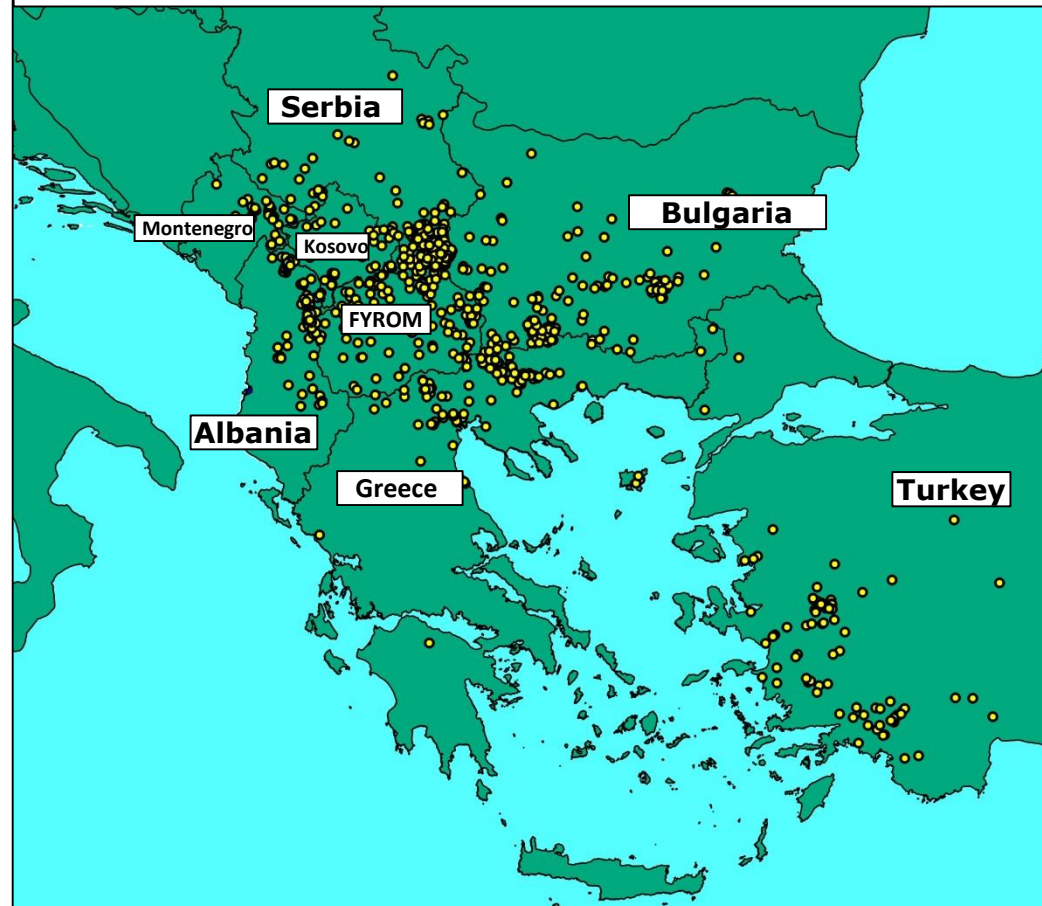 Serbia
Bulgaria
Montenegro
Kosovo
FYROM
Albania
Greece
Turkey